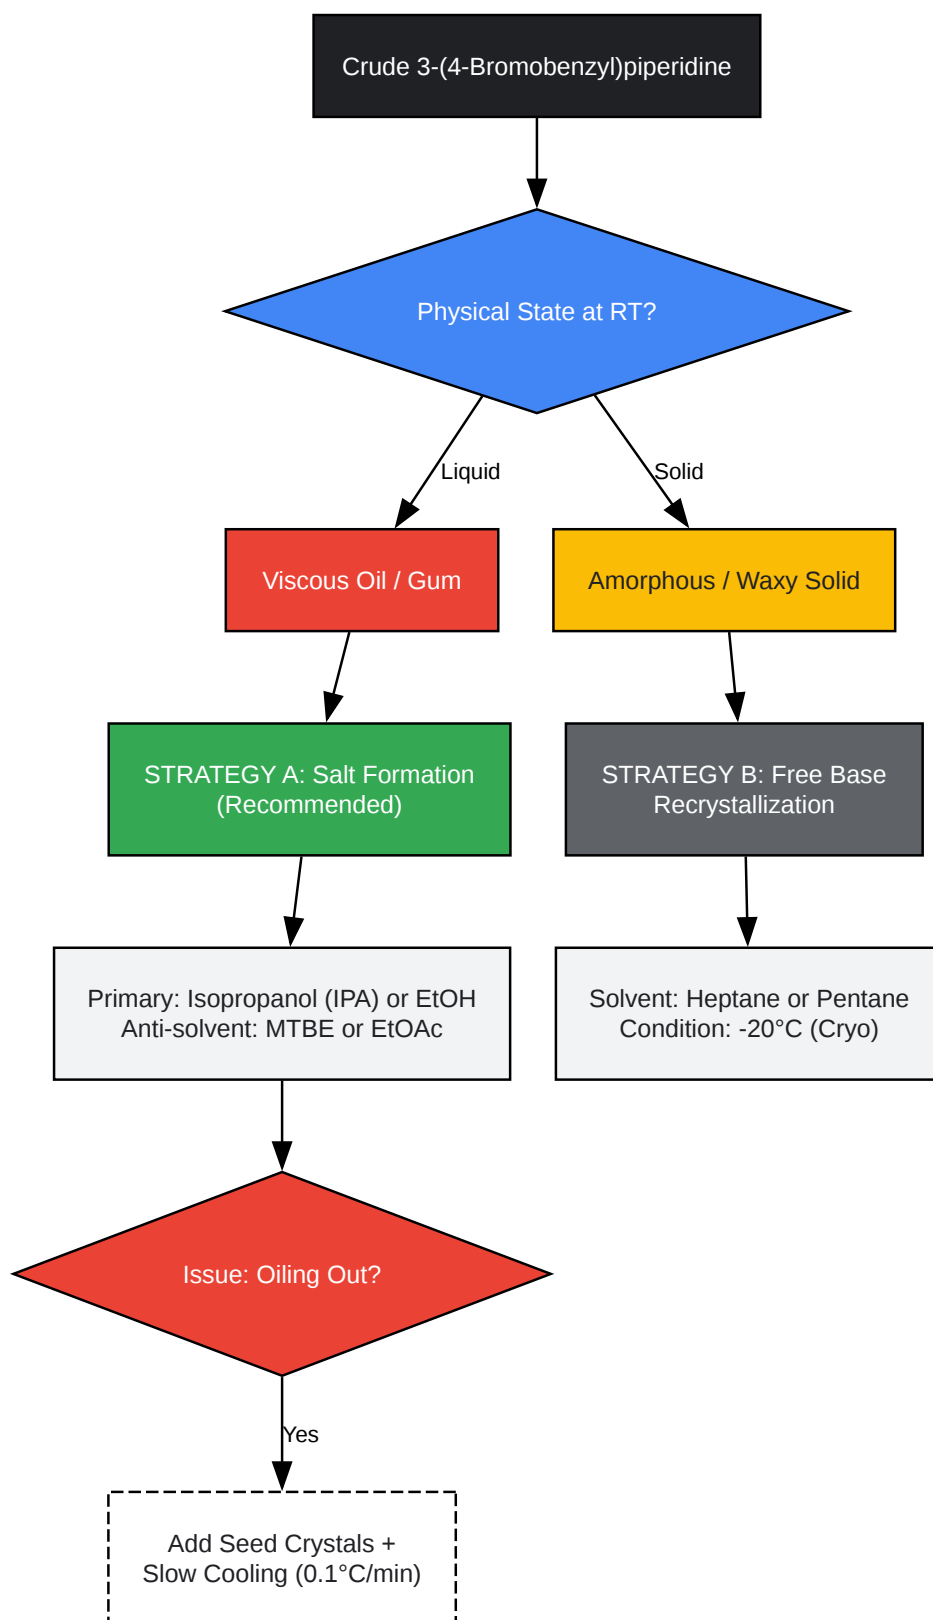 Crude 3-(4-Bromobenzyl)piperidine
Physical State at RT?
Liquid
Solid
Viscous Oil / Gum
Amorphous / Waxy Solid
STRATEGY A: Salt Formation
(Recommended)
STRATEGY B: Free Base
Recrystallization
Primary: Isopropanol (IPA) or EtOH
Anti-solvent: MTBE or EtOAc
Solvent: Heptane or Pentane
Condition: -20°C (Cryo)
Issue: Oiling Out?
Yes
Add Seed Crystals +
Slow Cooling (0.1°C/min)